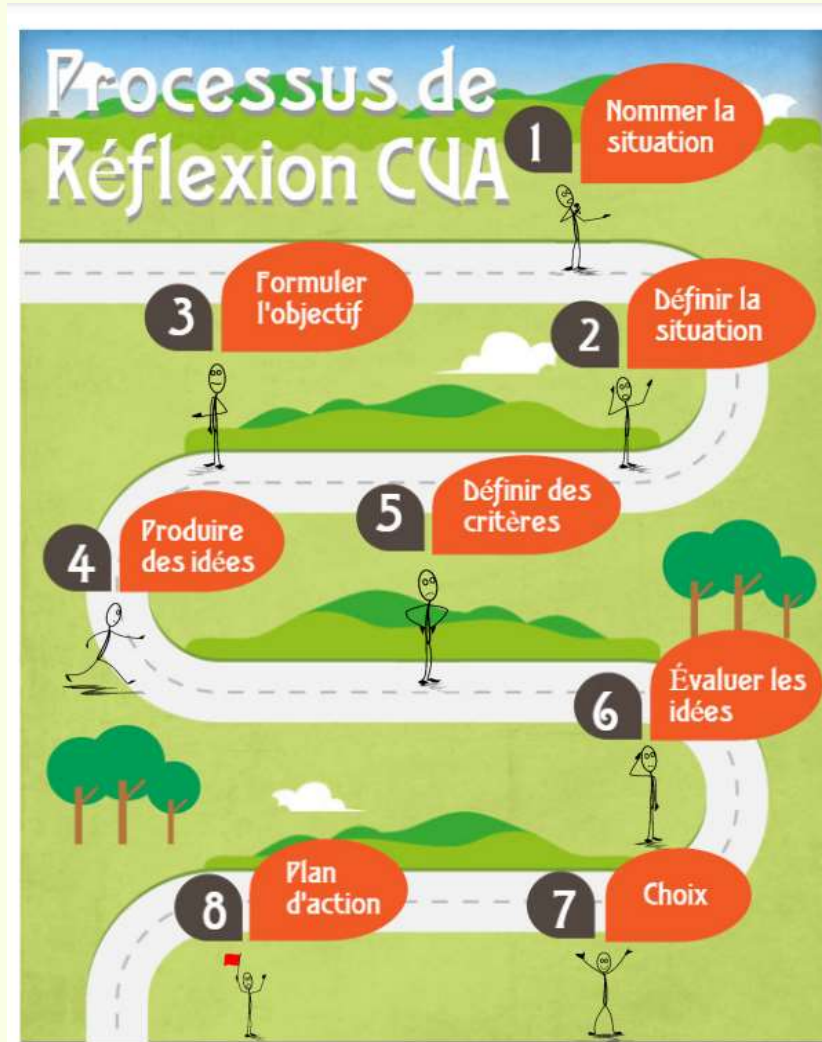 Processus de
Réflexion CVA
1
Nommer la
situation
2
Définir la
situation
3
Formuler
l'objectif
4
Produire
des idées
5
Définir des
critères
6
Évaluer les
idées
7
Choix
8
Plan
d'action